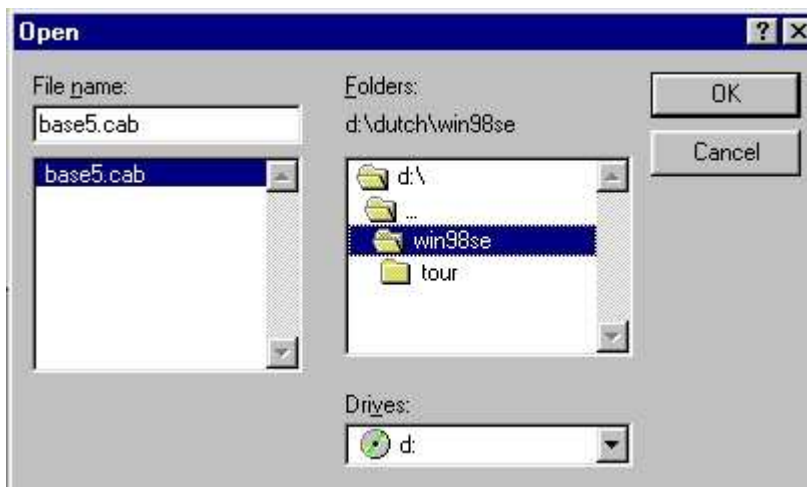 Open
File name:
base5.cab
base5.cab
Folders:
d:\dutch\win98se
d:\
...
win98se
tour
Drives:
d:
OK
Cancel